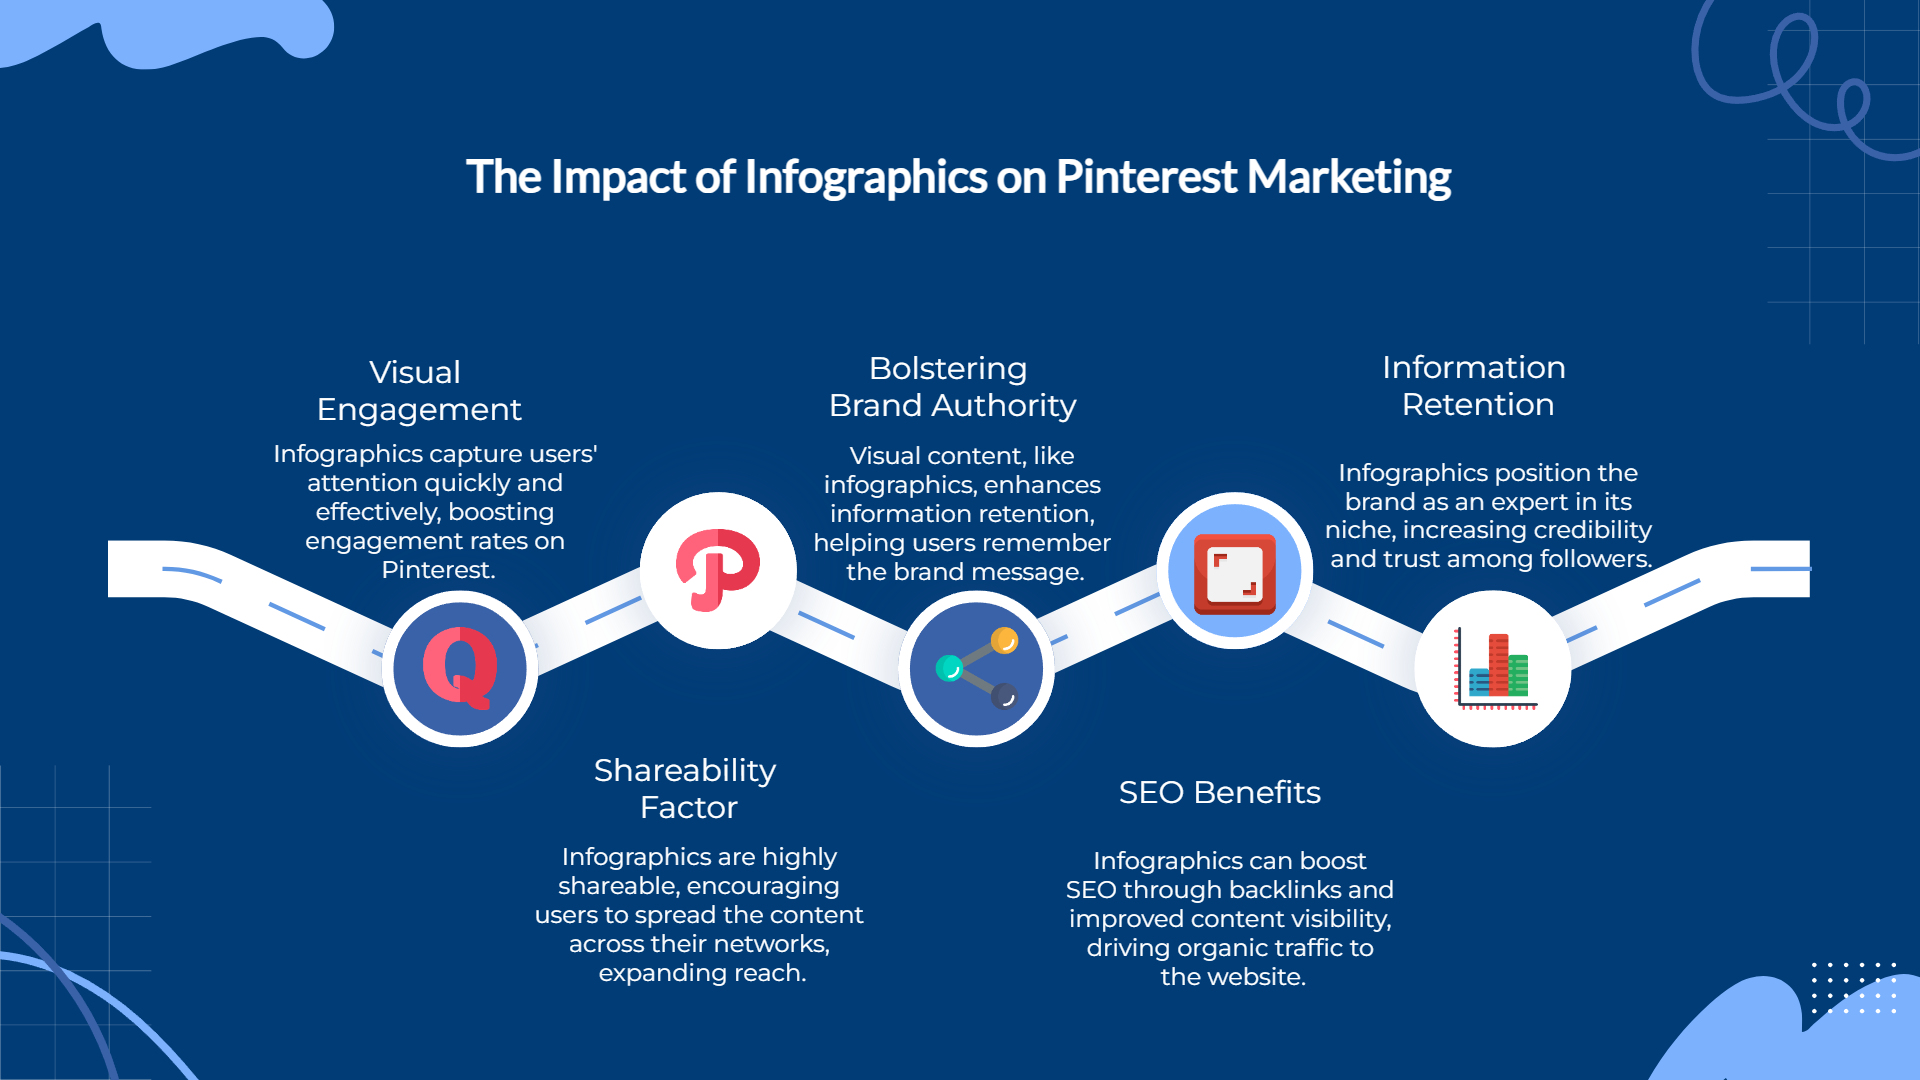 The Impact of Infographics on Pinterest Marketing
Visual
Engagement
Infographics capture users'
attention quickly and
effectively, boosting
engagement rates on
Pinterest.
Shareability
Factor
Infographics are highly
shareable, encouraging
users to spread the content
across their networks,
expanding reach.
Bolstering
Brand Authority
Visual content, like
infographics, enhances
information retention,
helping users remember
the brand message.
SEO Benefits
Infographics can boost
SEO through backlinks and
improved content visibility,
driving organic traffic to
the website.
Information
Retention
Infographics position the
brand as an expert in its
niche, increasing credibility
and trust among followers.